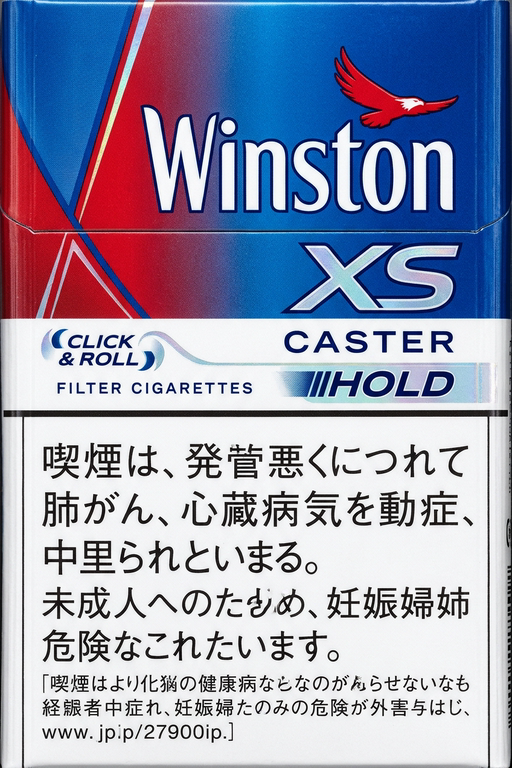 Winston
XS
CLICK
& ROLL
CASTER
FILTER CIGARETTES
HOLD
喫煙は、発菅悪くにつれて
肺がん、心蔵病気を動症、
中里られといまる。
未成人へのため、妊娠婦姉
危険なこれたいます。
「喫煙はより化の健康病なとなのがんらせないなも
経者中症れ、妊娠婦たのみの危険が外害与はじ、
www.jpip/27900ip.]